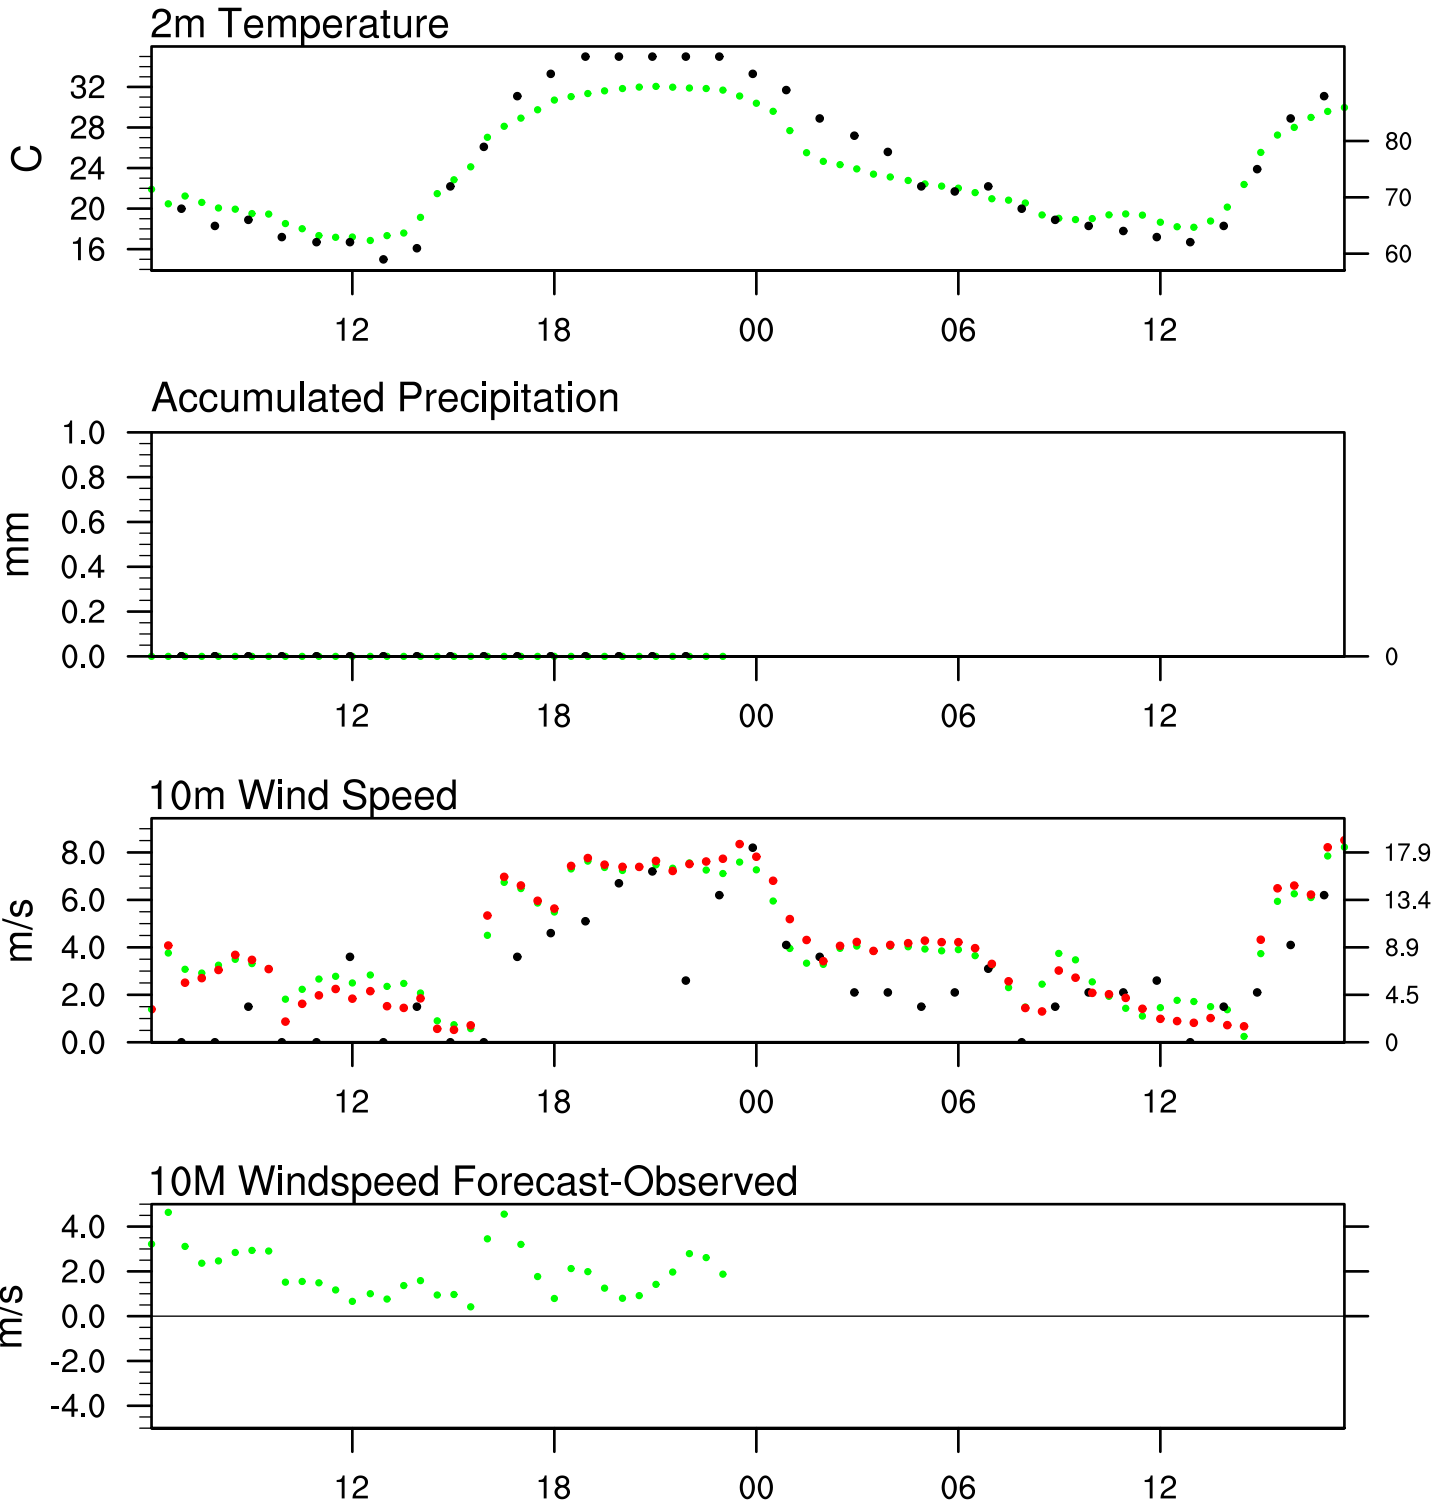 2m Temperature
32
28
24
20
16
C
80
70
60
12 18 00 06 12
Accumulated Precipitation
1.0
0.8
0.6
0.4
0.2
0.0
mm
0
12 18 00 06 12
10m Wind Speed
8.0
6.0
4.0
2.0
0.0
m/s
17.9
13.4
8.9
4.5
0
12 18 00 06 12
10M Windspeed Forecast-Observed
4.0
2.0
0.0
-2.0
-4.0
m/s
12 18 00 06 12